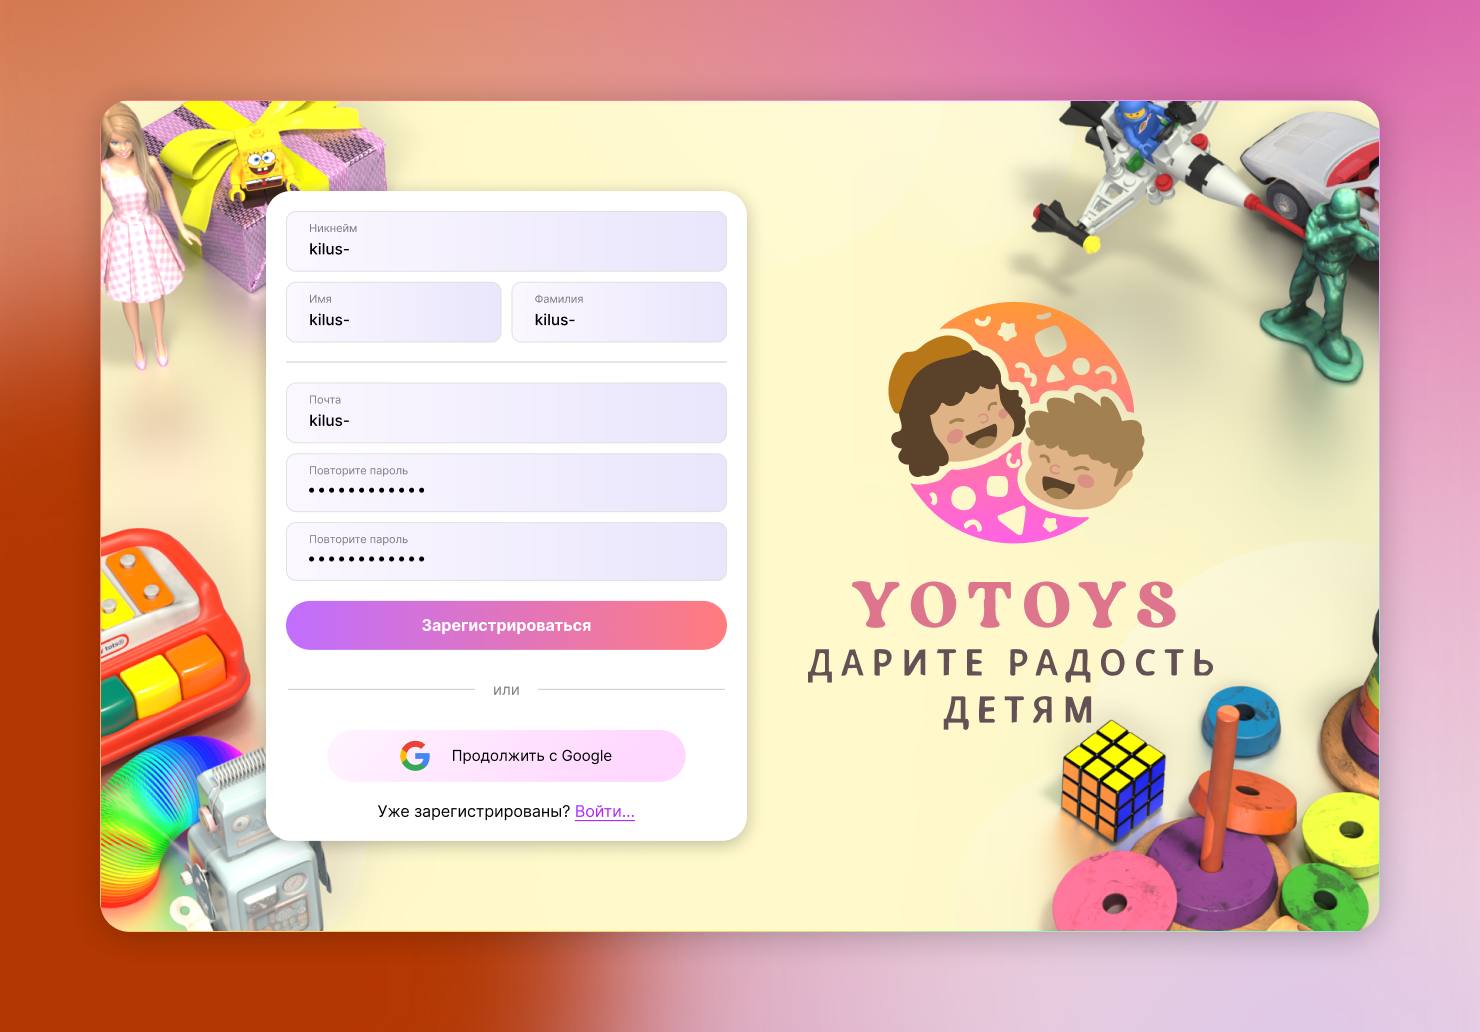 Никнейм
kilus-
Имя
kilus-
Фамилия
kilus-
Почта
kilus-
Повторите пароль
••••••••••••
Повторите пароль
••••••••••••
Зарегистрироваться
или
Продолжить с Google
Уже зарегистрированы? Войти...
YOTOYS
ДАРИТЕ РАДОСТЬ
ДЕТЯМ